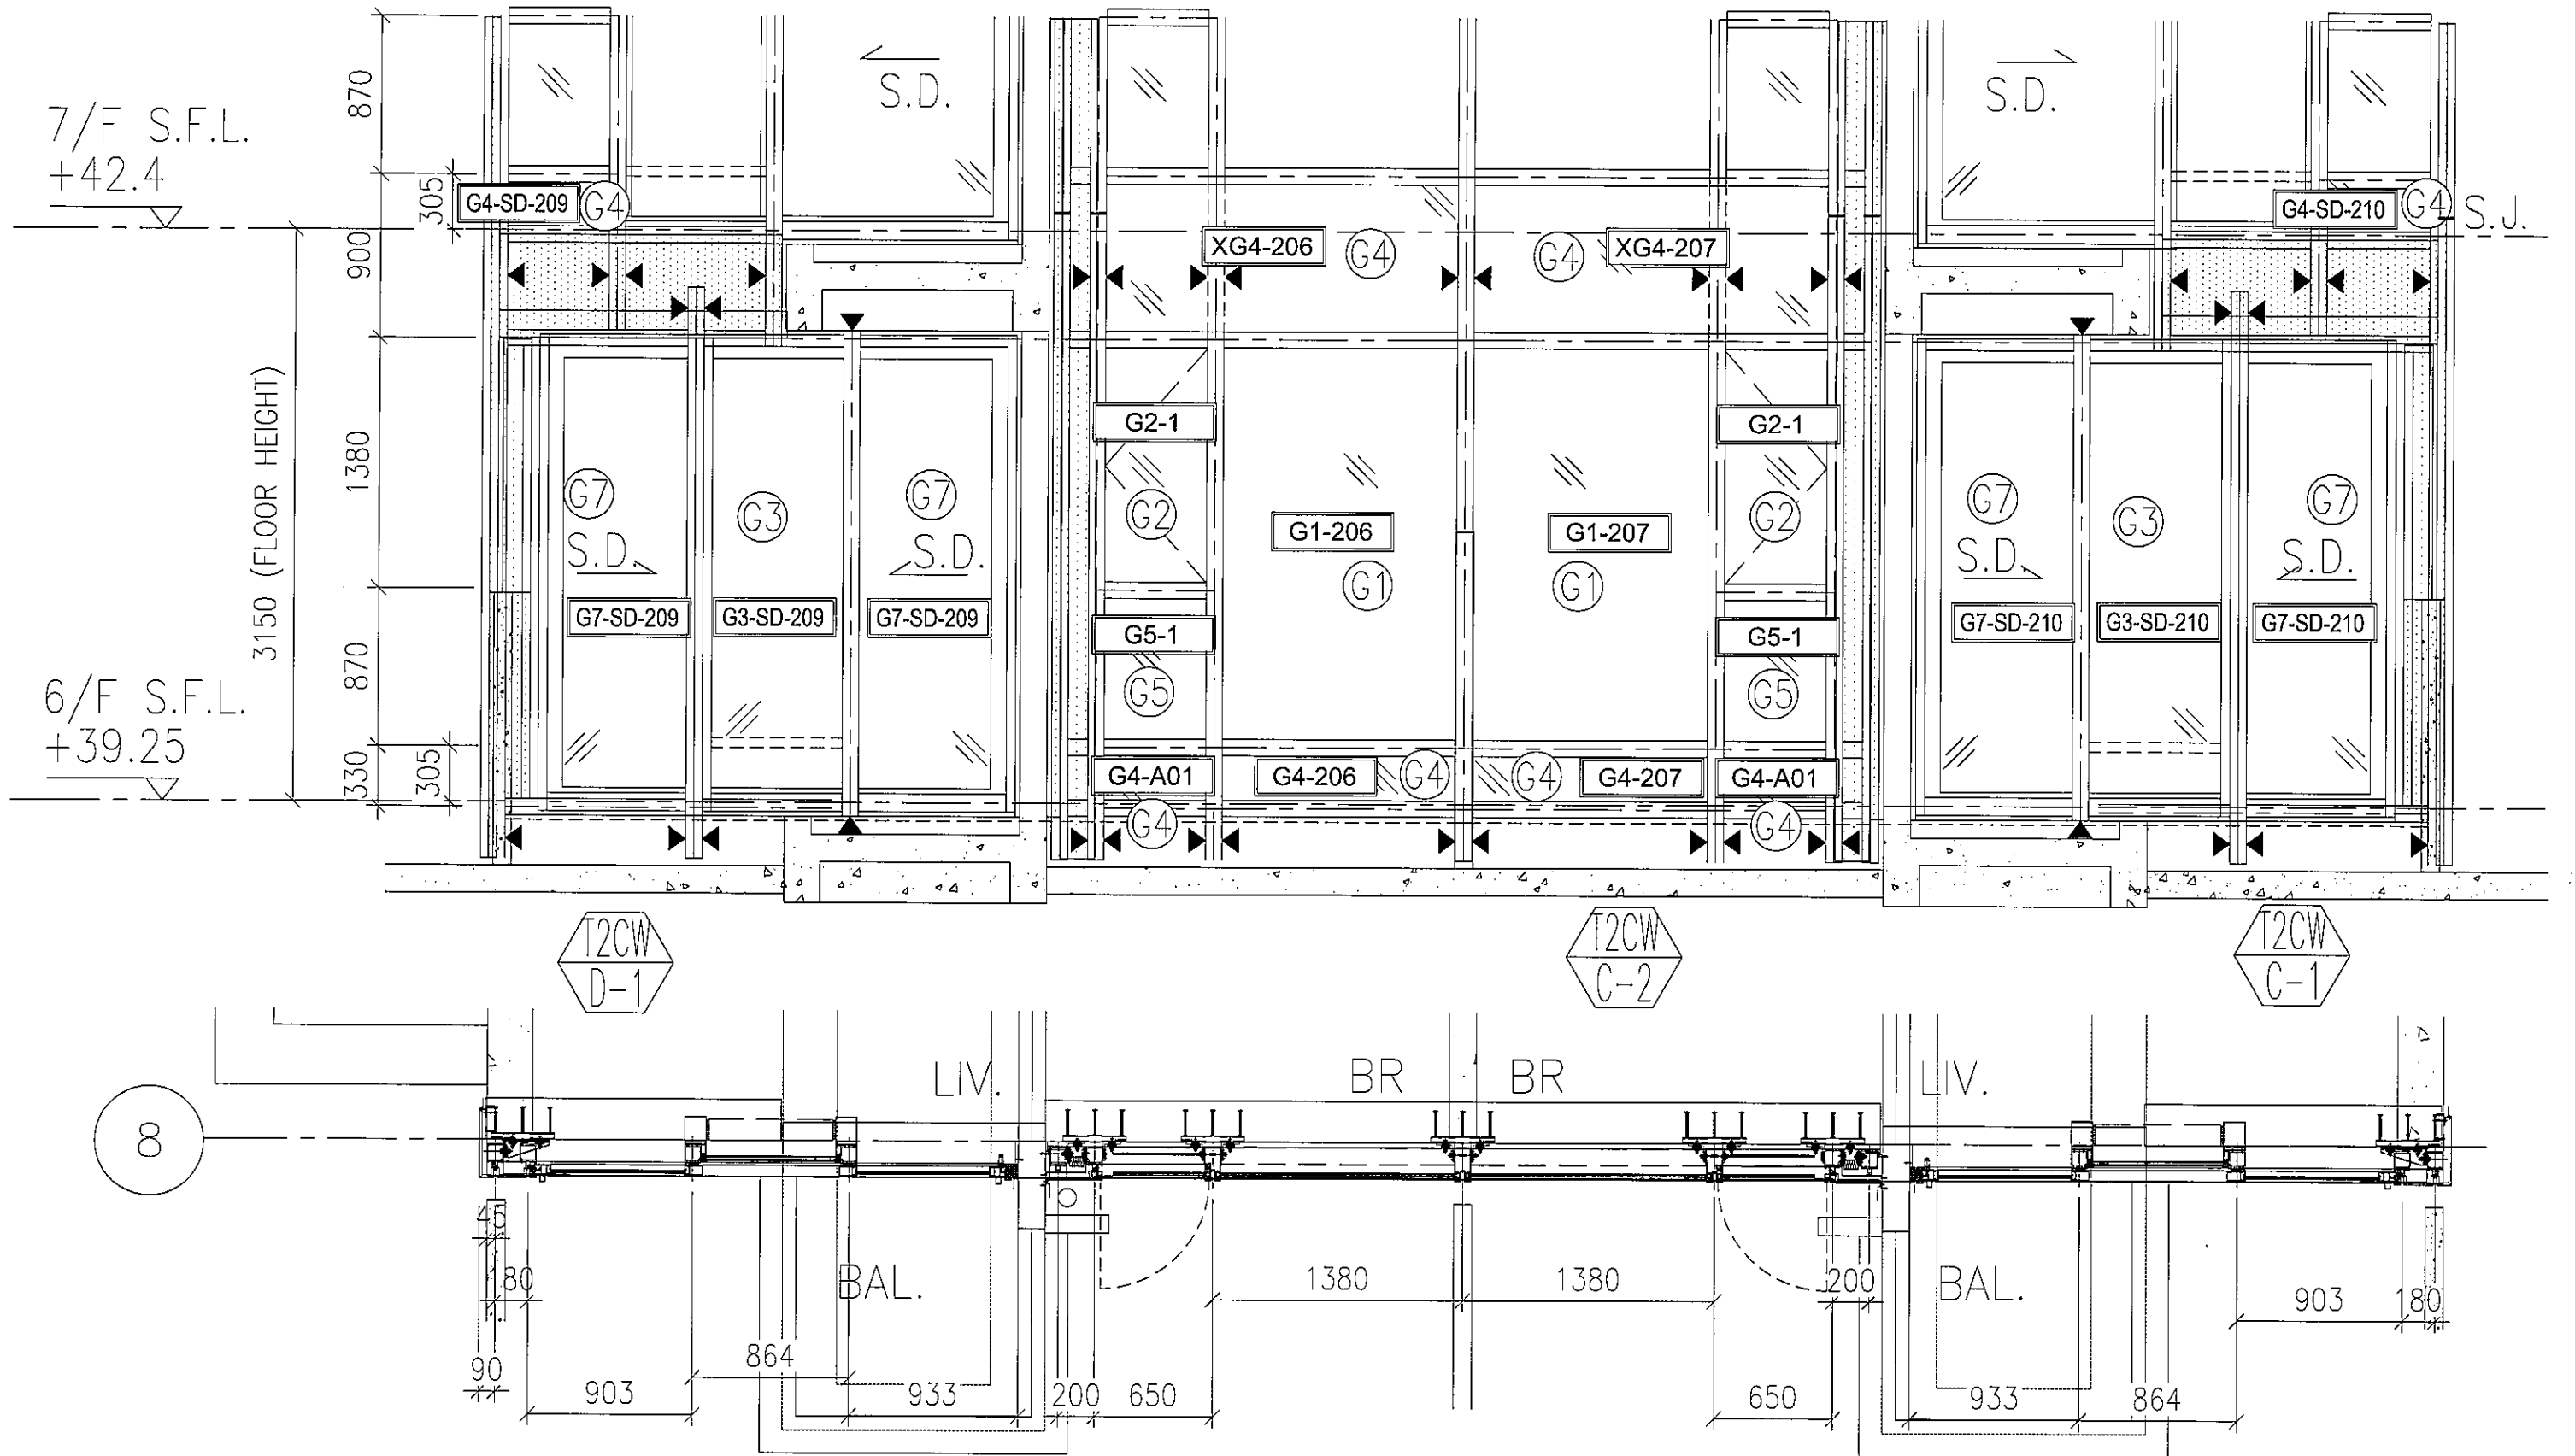 7/F S.F.L.
+42.4
870
305
900
3150 (FLOOR HEIGHT)
1380
870
330
305
6/F S.F.L.
+39.25
S.D.
S.D.
G4-SD-209
G4
XG4-206
G4
G4
XG4-207
G4-SD-210
G4
S.J.
G2-1
G2-1
G7
G3
G7
G2
G1-206
G1-207
G2
G7
G3
G7
S.D.
S.D.
G1
G1
S.D.
S.D.
G7-SD-209
G3-SD-209
G7-SD-209
G5-1
G5-1
G7-SD-210
G3-SD-210
G7-SD-210
G5
G5
G4-A01
G4-206
G4
G4
G4-207
G4-A01
G4
G4
T2CW
D-1
T2CW
C-2
T2CW
C-1
8
LIV.
BR
BR
LIV.
45
80
BAL.
1380
1380
200
BAL.
903
180
90
903
864
933
200
650
650
933
864